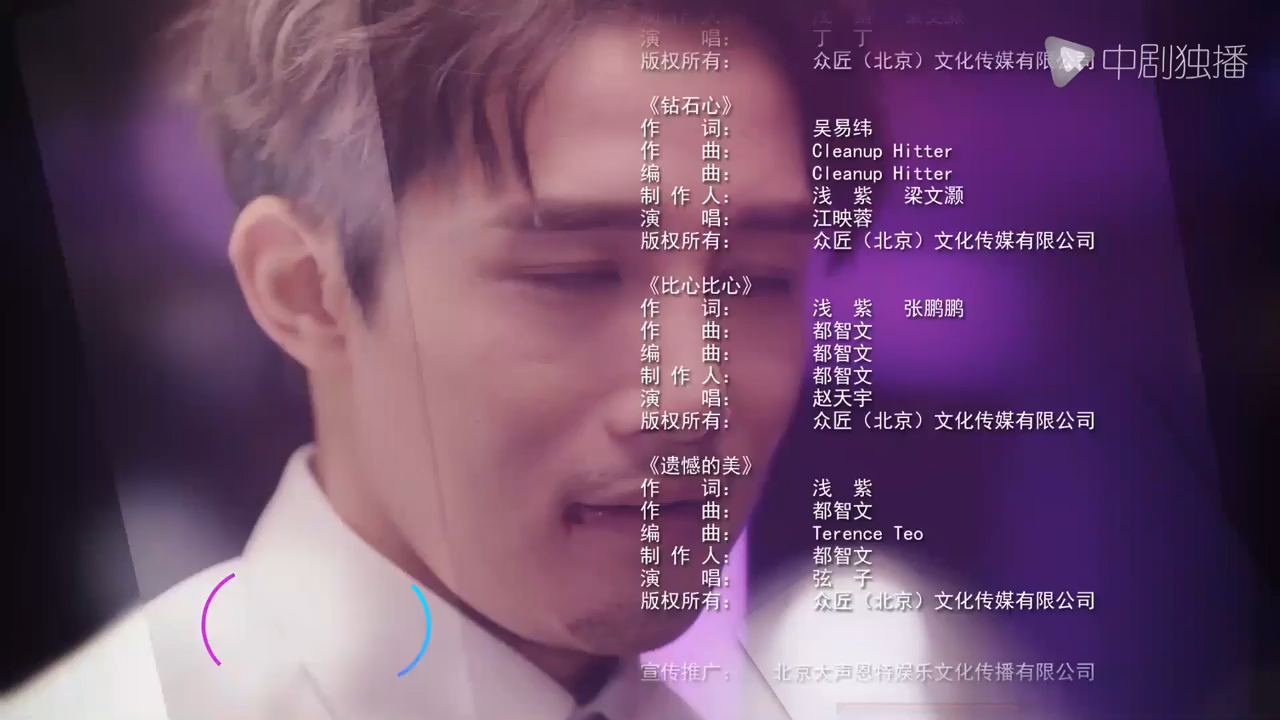 制 作 人: 浅 紫 梁文灏
演 唱: 丁 丁
版权所有: 众匠（北京）文化传媒有限公司
中剧独播
《钻石心》
作 词: 吴易纬
作 曲: Cleanup Hitter
编 曲: Cleanup Hitter
制 作 人: 浅 紫 梁文灏
演 唱: 江映蓉
版权所有: 众匠（北京）文化传媒有限公司
《比心比心》
作 词: 浅 紫 张鹏鹏
作 曲: 都智文
编 曲: 都智文
制 作 人: 都智文
演 唱: 赵天宇
版权所有: 众匠（北京）文化传媒有限公司
《遗憾的美》
作 词: 浅 紫
作 曲: 都智文
编 曲: Terence Teo
制 作 人: 都智文
演 唱: 弦 子
版权所有: 众匠（北京）文化传媒有限公司
宣传推广: 北京大声恩特娱乐文化传播有限公司